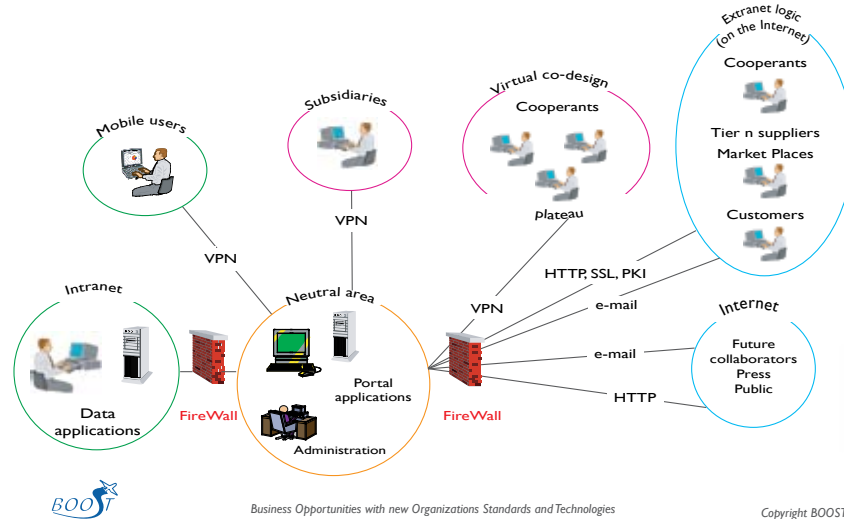 Extranet logic
(on the Internet)
Cooperants
Tier n suppliers
Market Places
Customers
Virtual co-design
Cooperants
plateau
Subsidiaries
Mobile users
VPN
VPN
HTTP, SSL, PKI
VPN
e-mail
Intranet
Neutral area
Internet
Future
collaborators
Press
Public
e-mail
HTTP
Portal
applications
Data
applications
FireWall
FireWall
Administration
BOOST
Business Opportunities with new Organizations Standards and Technologies
Copyright BOOST